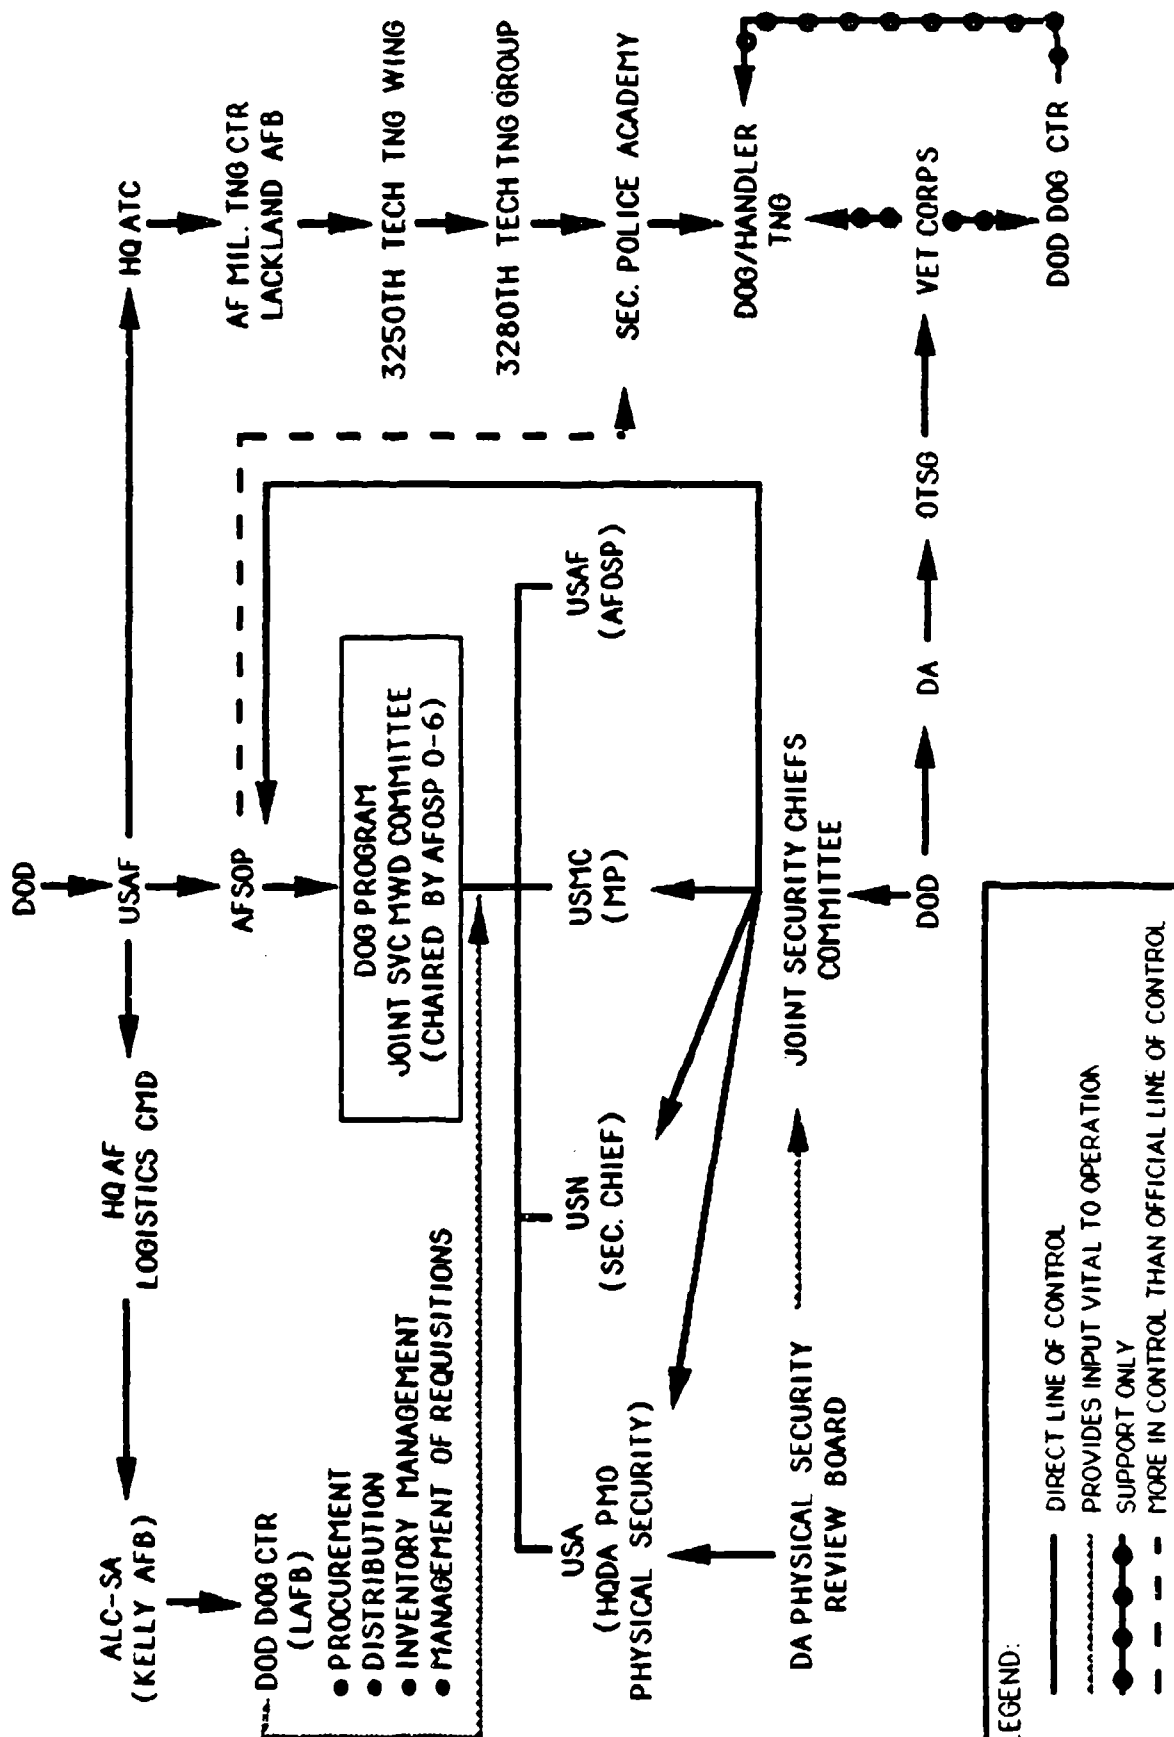 DOD
USAF
HQ ATC
AF MIL. TNG CTR
LACKLAND AFB
3250TH TECH TNG WING
3280TH TECH TNG GROUP
SEC. POLICE ACADEMY
DOG/HANDLER
TNG
VET CORPS
DOD DOG CTR
HQ AF
LOGISTICS CMD
ALC-SA
(KELLY AFB)
DOD DOG CTR
(LAFB)
● PROCUREMENT
● DISTRIBUTION
● INVENTORY MANAGEMENT
● MANAGEMENT OF REQUISITIONS
AFSOP
DOG PROGRAM
JOINT SVC MWD COMMITTEE
(CHAIRED BY AFOSP O-6)
USA
(HQDA PMO
PHYSICAL SECURITY)
USN
(SEC. CHIEF)
USMC
(MP)
USAF
(AFOSP)
DA PHYSICAL SECURITY
REVIEW BOARD
JOINT SECURITY CHIEFS
COMMITTEE
DOD
DA
OTSG
EGEND:
DIRECT LINE OF CONTROL
PROVIDES INPUT VITAL TO OPERATION
SUPPORT ONLY
MORE IN CONTROL THAN OFFICIAL LINE OF CONTROL